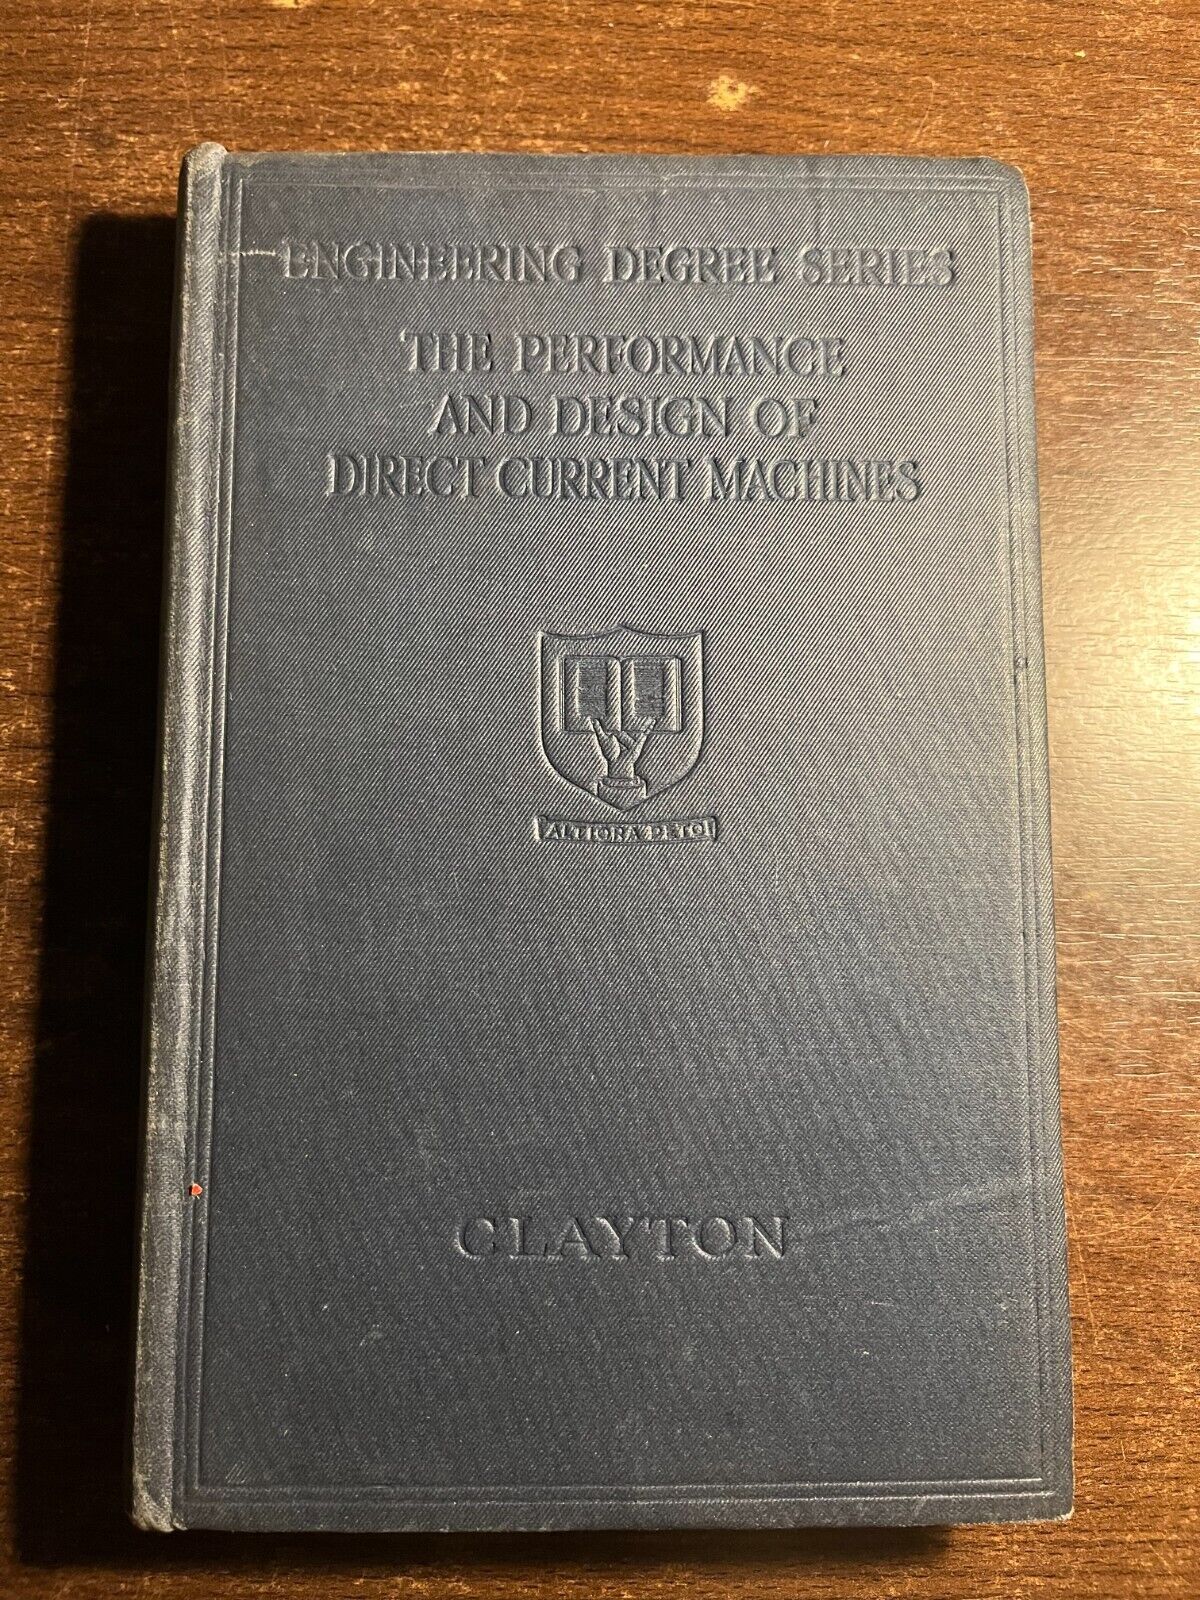 ENGINEERING DEGREE SERIES
THE PERFORMANCE
AND DESIGN OF
DIRECT CURRENT MACHINES
ALTIORA PETO
CLAYTON